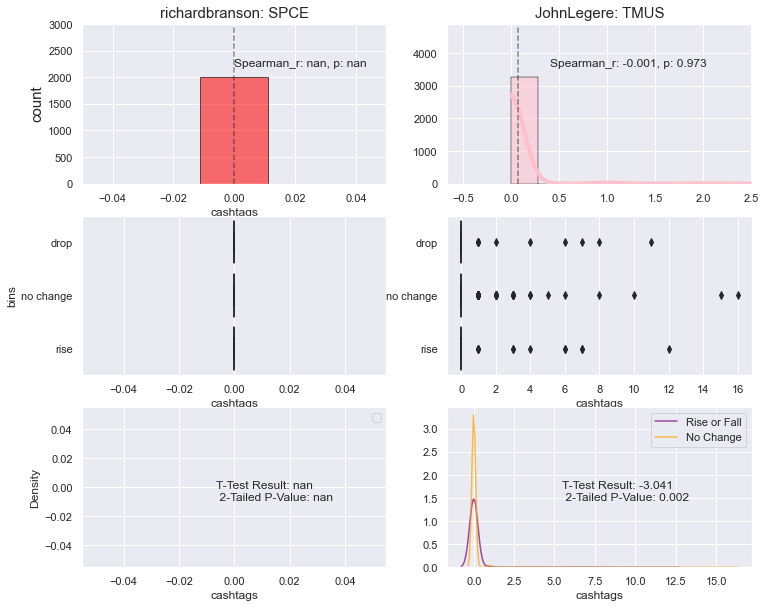 richardbranson: SPCE
3000
2500
2000
1500
1000
500
0
count
Spearman_r: nan, p: nan
−0.04 −0.02 0.00 0.02 0.04
cashtags
JohnLegere: TMUS
4000
3000
2000
1000
0
Spearman_r: -0.001, p: 0.973
−0.5 0.0 0.5 1.0 1.5 2.0 2.5
cashtags
drop
no change
rise
bins
−0.04 −0.02 0.00 0.02 0.04
cashtags
drop
no change
rise
0 2 4 6 8 10 12 14 16
cashtags
0.04
0.02
0.00
−0.02
−0.04
Density
T-Test Result: nan
2-Tailed P-Value: nan
−0.04 −0.02 0.00 0.02 0.04
cashtags
3.0
2.5
2.0
1.5
1.0
0.5
0.0
Rise or Fall
No Change
T-Test Result: -3.041
2-Tailed P-Value: 0.002
0.0 2.5 5.0 7.5 10.0 12.5 15.0
cashtags